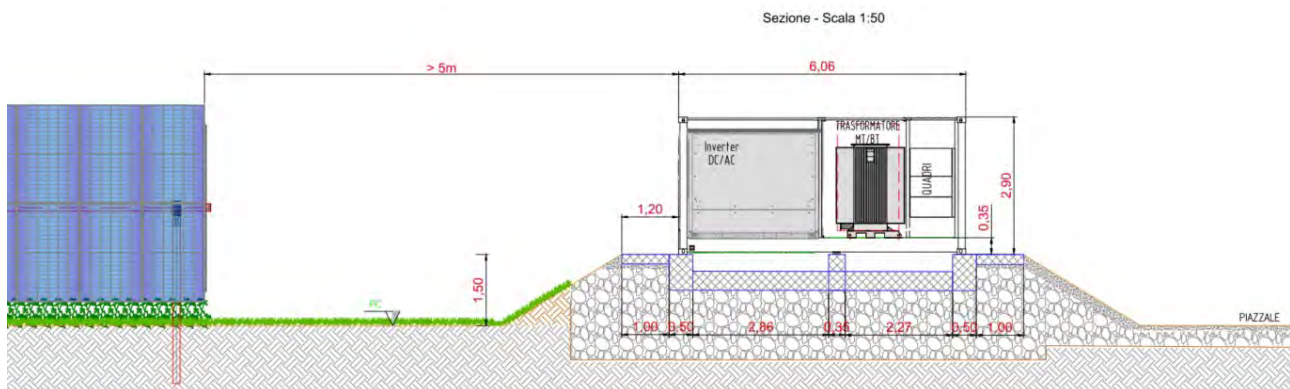 Sezione - Scala 1:50
> 5m
6,06
TRASFORMATORE
MT/BT
Inverter
DC/AC
QUADRI
2,90
0,35
1,20
1,50
PC
1,00 0,50 2,86 0,35 2,27 0,50 1,00
PIAZZALE